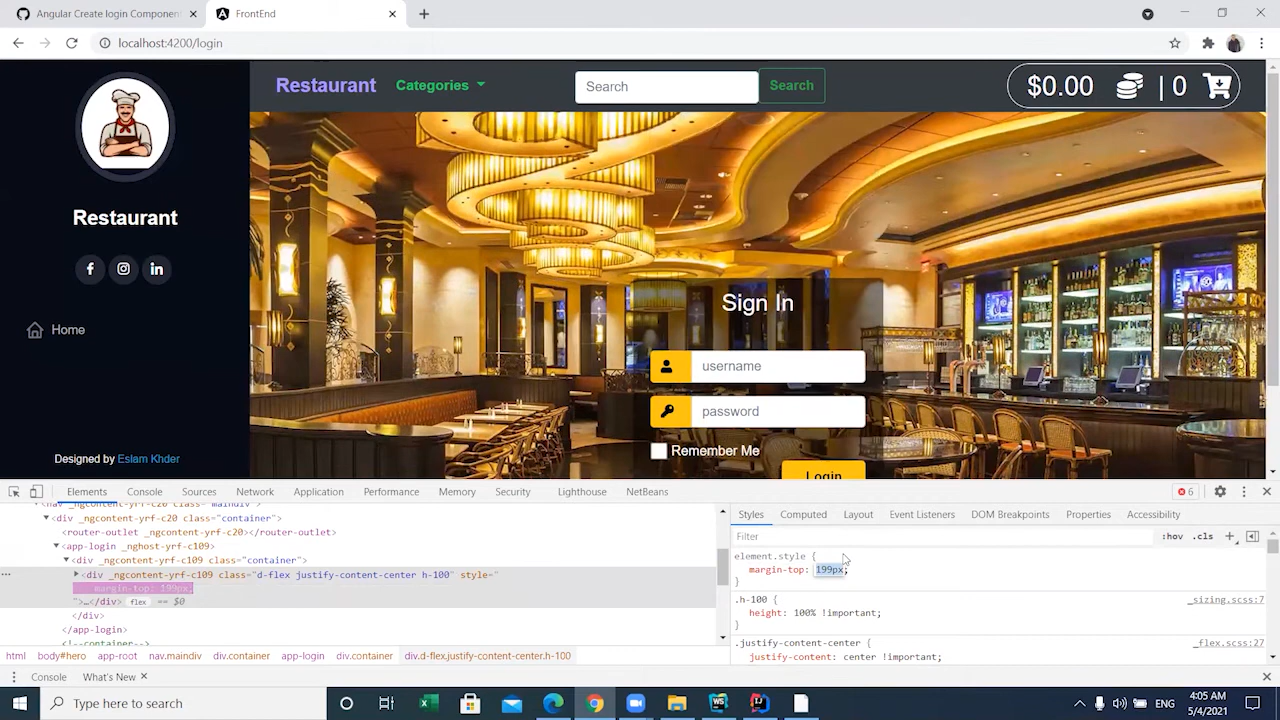 Angular Create login Component
FrontEnd
localhost:4200/login
Restaurant
Categories
Search
Search
$0.00
| 0
Restaurant
Home
Designed by Eslam Khder
Sign In
username
password
Remember Me
Login
Elements
Console
Sources
Network
Application
Performance
Memory
Security
Lighthouse
NetBeans
6
<div _ngcontent-yrf-c20 class="container">
<router-outlet _ngcontent-yrf-c20></router-outlet>
<app-login _nghost-yrf-c109>
<div _ngcontent-yrf-c109 class="container">
<div _ngcontent-yrf-c109 class="d-flex justify-content-center h-100" style="
margin-top: 199px;
">…</div> flex == $0
</div>
</app-login>
<!--container-->
html body#hero app-root nav.maindiv div.container app-login div.container div.d-flex.justify-content-center.h-100
Styles
Computed
Layout
Event Listeners
DOM Breakpoints
Properties
Accessibility
Filter
:hov .cls
element.style {
margin-top: 199px;
}
.h-100 {
_sizing.scss:7
height: 100% !important;
}
.justify-content-center {
_flex.scss:27
justify-content: center !important;
Console
What's New
Type here to search
ENG
4:05 AM
5/4/2021